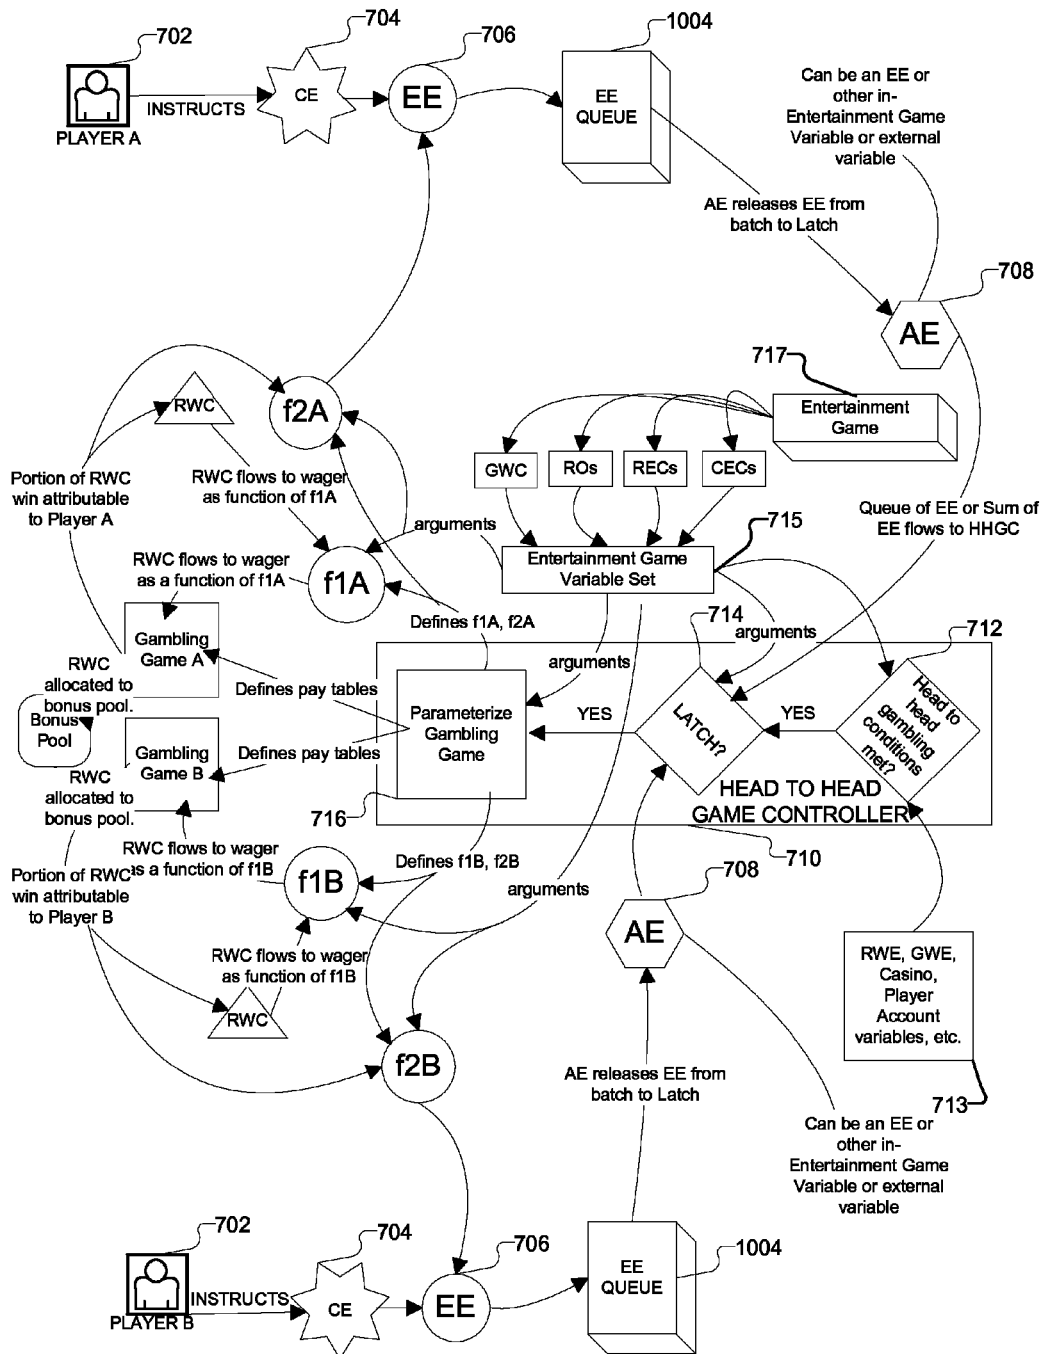 702
PLAYER A
INSTRUCTS
704
CE
706
EE
1004
EE
QUEUE
Can be an EE or
other in-
Entertainment Game
Variable or external
variable
AE releases EE from
batch to Latch
708
AE
717
Entertainment
Game
f2A
RWC
GWC
ROs
RECs
CECs
Portion of RWC
win attributable
to Player A
RWC flows to wager
as function of f1A
Queue of EE or Sum of
EE flows to HHGC
arguments
715
Entertainment Game
Variable Set
RWC flows to wager
as a function of f1A
f1A
714
Defines f1A, f2A
arguments
712
Gambling
Game A
arguments
RWC
allocated to
bonus pool.
Defines pay tables
Parameterize
Gambling
Game
YES
LATCH?
YES
Head to
head
gambling
conditions
met?
Bonus
Pool
Gambling
Game B
Defines pay tables
RWC
allocated to
bonus pool.
HEAD TO HEAD
GAME CONTROLLER
716
710
RWC flows to wager
as a function of f1B
Defines f1B, f2B
708
Portion of RWC
win attributable
to Player B
f1B
arguments
AE
RWC flows to wager
as function of f1B
RWC
RWE, GWE,
Casino,
Player
Account
variables, etc.
f2B
AE releases EE from
batch to Latch
713
Can be an EE or
other in-
Entertainment Game
Variable or external
variable
702
PLAYER B
INSTRUCTS
704
CE
706
EE
EE
QUEUE
1004